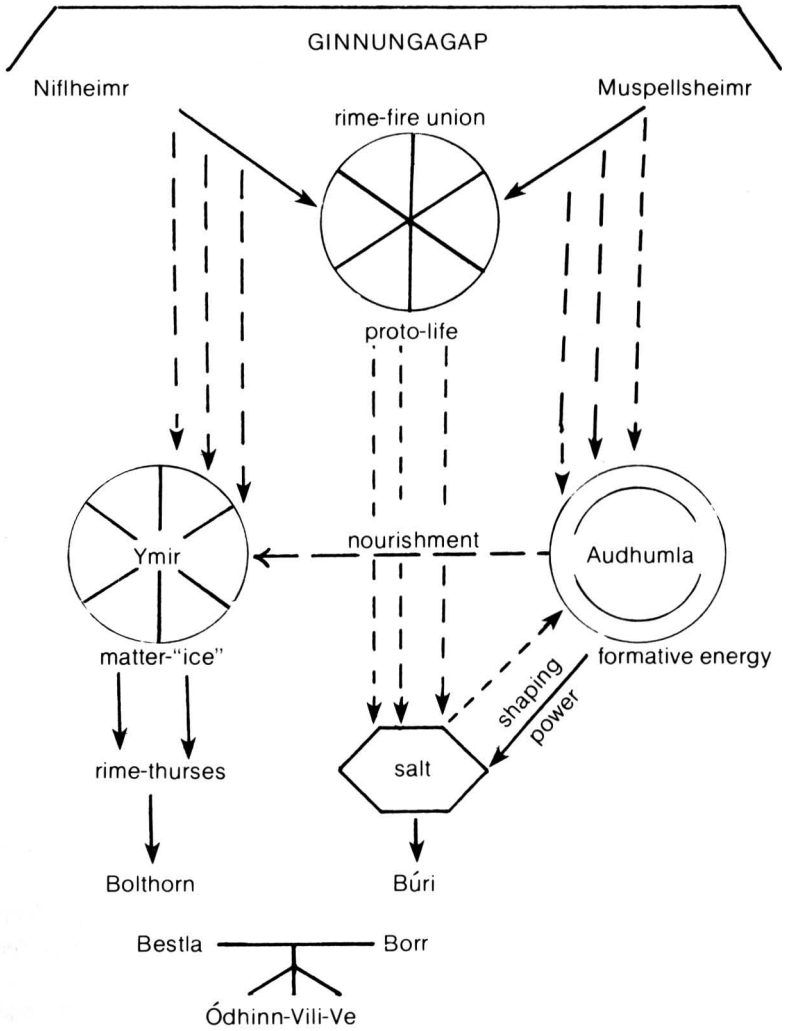 GINNUNGAGAP
Niflheimr
Muspellsheimr
rime-fire union
proto-life
nourishment
Ymir
Audhumla
matter-“ice”
formative energy
shaping
power
rime-thurses
salt
Bolthorn
Búri
Bestla
Borr
Ódhinn-Vili-Ve